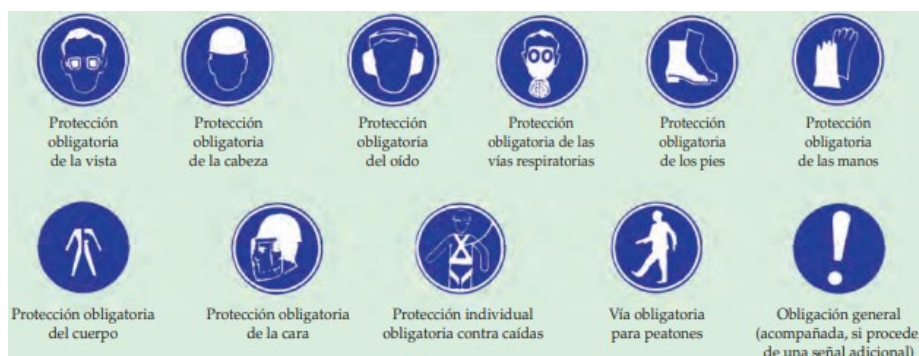 Protección
obligatoria
de la vista
Protección
obligatoria
de la cabeza
Protección
obligatoria
del oído
Protección
obligatoria de las
vías respiratorias
Protección
obligatoria
de los pies
Protección
obligatoria
de las manos
Protección obligatoria
del cuerpo
Protección obligatoria
de la cara
Protección individual
obligatoria contra caídas
Vía obligatoria
para peatones
Obligación general
(acompañada, si procede,
de una señal adicional)